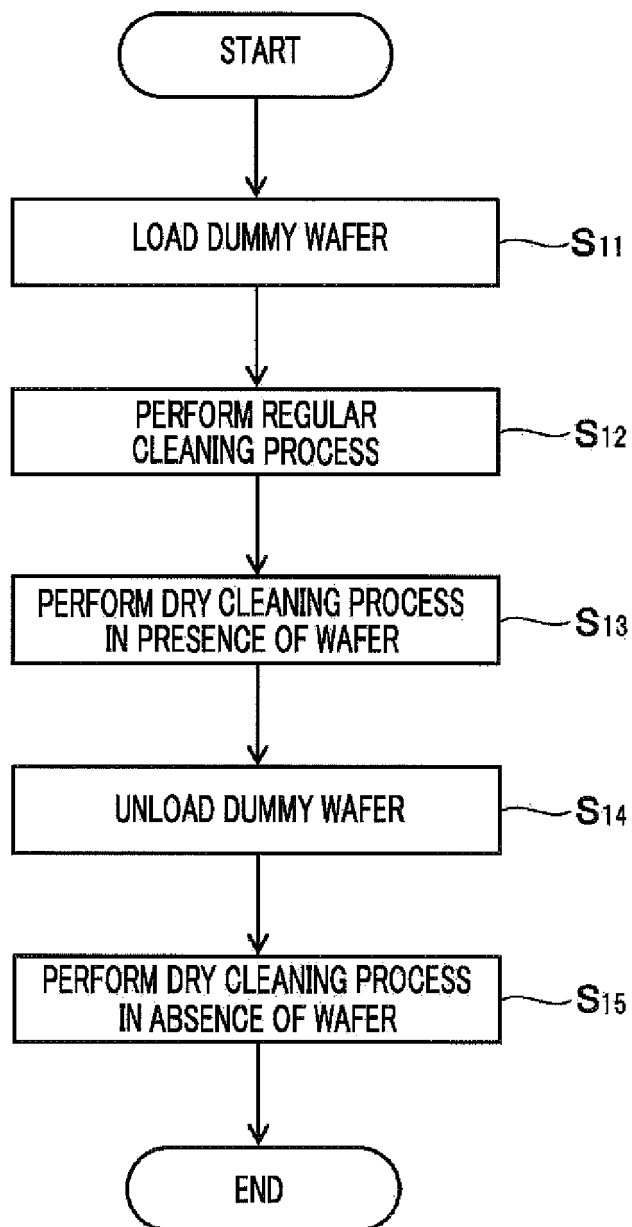 START
LOAD DUMMY WAFER
S11
PERFORM REGULAR
CLEANING PROCESS
S12
PERFORM DRY CLEANING PROCESS
IN PRESENCE OF WAFER
S13
UNLOAD DUMMY WAFER
S14
PERFORM DRY CLEANING PROCESS
IN ABSENCE OF WAFER
S15
END